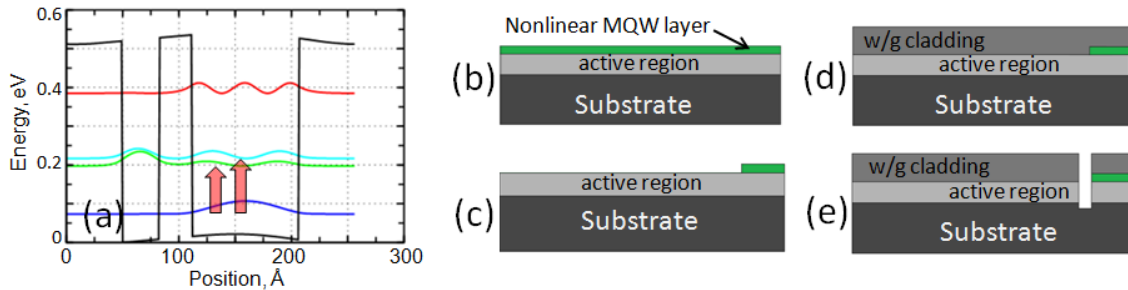 0.6
0.4
0.2
0
Energy, eV
(a)
0
100
200
300
Position, Å
Nonlinear MQW layer
(b)
active region
Substrate
(c)
active region
Substrate
(d)
w/g cladding
active region
Substrate
(e)
w/g cladding
active region
Substrate